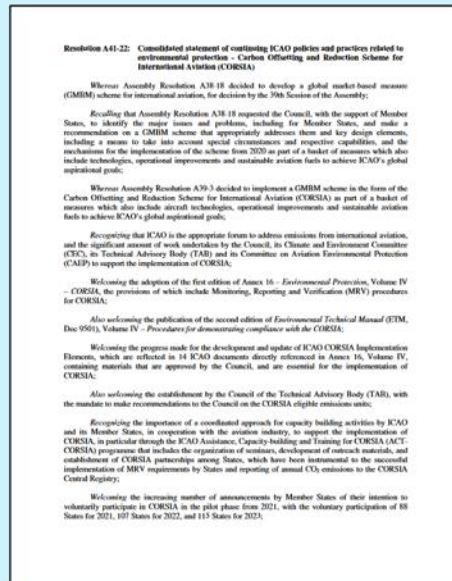 Resolution A41-22: Consolidated statement of continuing ICAO policies and practices related to
environmental protection - Carbon Offsetting and Reduction Scheme for
International Aviation (CORSIA)
Whereas Assembly Resolution A38-18 decided to develop a global market-based measure
(GMBM) scheme for international aviation, for decision by the 39th Session of the Assembly;
Recalling that Assembly Resolution A38-18 requested the Council, with the support of Member
States, to identify the major issues and problems, including for Member States, and make a
recommendation on a GMBM scheme that appropriately addresses them and key design elements,
including a means to take into account special circumstances and respective capabilities, and the
mechanisms for the implementation of the scheme from 2020 as part of a basket of measures which also
include technologies, operational improvements and sustainable aviation fuels to achieve ICAO's global
aspirational goals;
Whereas Assembly Resolution A39-3 decided to implement a GMBM scheme in the form of the
Carbon Offsetting and Reduction Scheme for International Aviation (CORSIA) as part of a basket of
measures which also include aircraft technologies, operational improvements and sustainable aviation
fuels to achieve ICAO's global aspirational goals;
Recognizing that ICAO is the appropriate forum to address emissions from international aviation,
and the significant amount of work undertaken by the Council, its Climate and Environment Committee
(CEC), its Technical Advisory Body (TAB) and its Committee on Aviation Environmental Protection
(CAEP) to support the implementation of CORSIA;
Welcoming the adoption of the first edition of Annex 16 – Environmental Protection, Volume IV
– CORSIA, the provisions of which include Monitoring, Reporting and Verification (MRV) procedures
for CORSIA;
Also welcoming the publication of the second edition of Environmental Technical Manual (ETM,
Doc 9501), Volume IV – Procedures for demonstrating compliance with the CORSIA;
Welcoming the progress made for the development and update of ICAO CORSIA Implementation
Elements, which are reflected in 14 ICAO documents directly referenced in Annex 16, Volume IV,
containing materials that are approved by the Council, and are essential for the implementation of
CORSIA;
Also welcoming the establishment by the Council of the Technical Advisory Body (TAB), with
the mandate to make recommendations to the Council on the CORSIA eligible emissions units;
Recognizing the importance of a coordinated approach for capacity building activities by ICAO
and its Member States, in cooperation with the aviation industry, to support the implementation of
CORSIA, in particular through the ICAO Assistance, Capacity-building and Training for CORSIA (ACT-
CORSIA) programme that includes the organization of seminars, development of outreach materials, and
establishment of CORSIA partnerships among States, which have been instrumental to the successful
implementation of MRV requirements by States and reporting of annual CO₂ emissions to the CORSIA
Central Registry;
Welcoming the increasing number of announcements by Member States of their intention to
voluntarily participate in CORSIA in the pilot phase from 2021, with the voluntary participation of 88
States for 2021, 107 States for 2022, and 115 States for 2023;